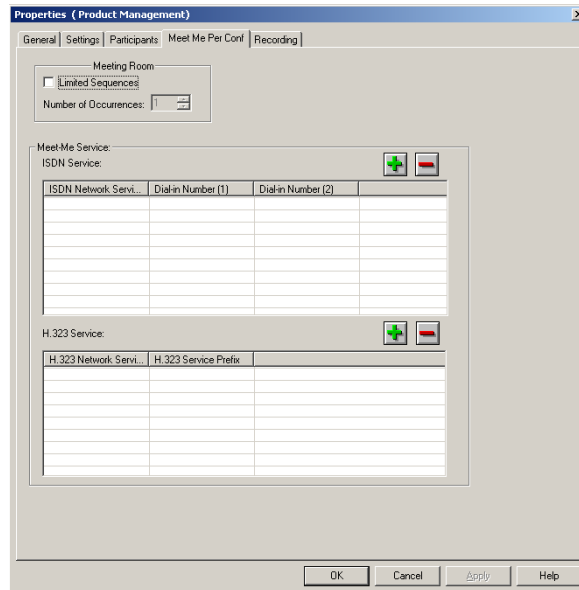 Properties ( Product Management)
General Settings Participants Meet Me Per Conf Recording
Meeting Room
Limited Sequences
Number of Occurrences: 1
Meet-Me Service:
ISDN Service:
ISDN Network Servi... Dial-in Number (1) Dial-in Number (2)
H.323 Service:
H.323 Network Servi... H.323 Service Prefix
OK Cancel Apply Help